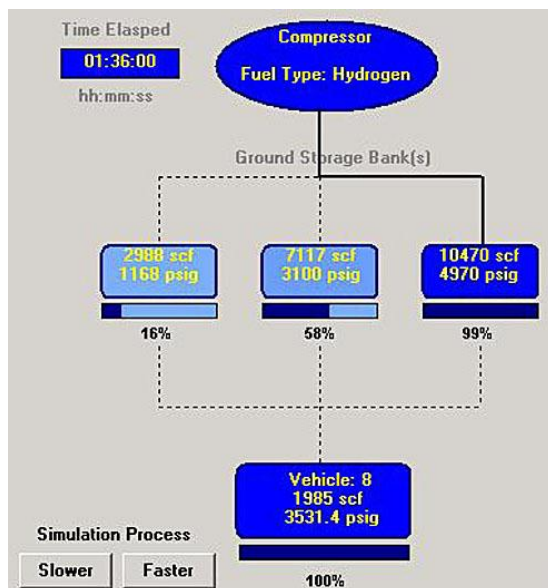 Time Elasped
01:36:00
hh:mm:ss
Compressor
Fuel Type: Hydrogen
Ground Storage Bank(s)
2988 scf
1168 psig
16%
7117 scf
3100 psig
58%
10470 scf
4970 psig
99%
Vehicle: 8
1985 scf
3531.4 psig
100%
Simulation Process
Slower
Faster